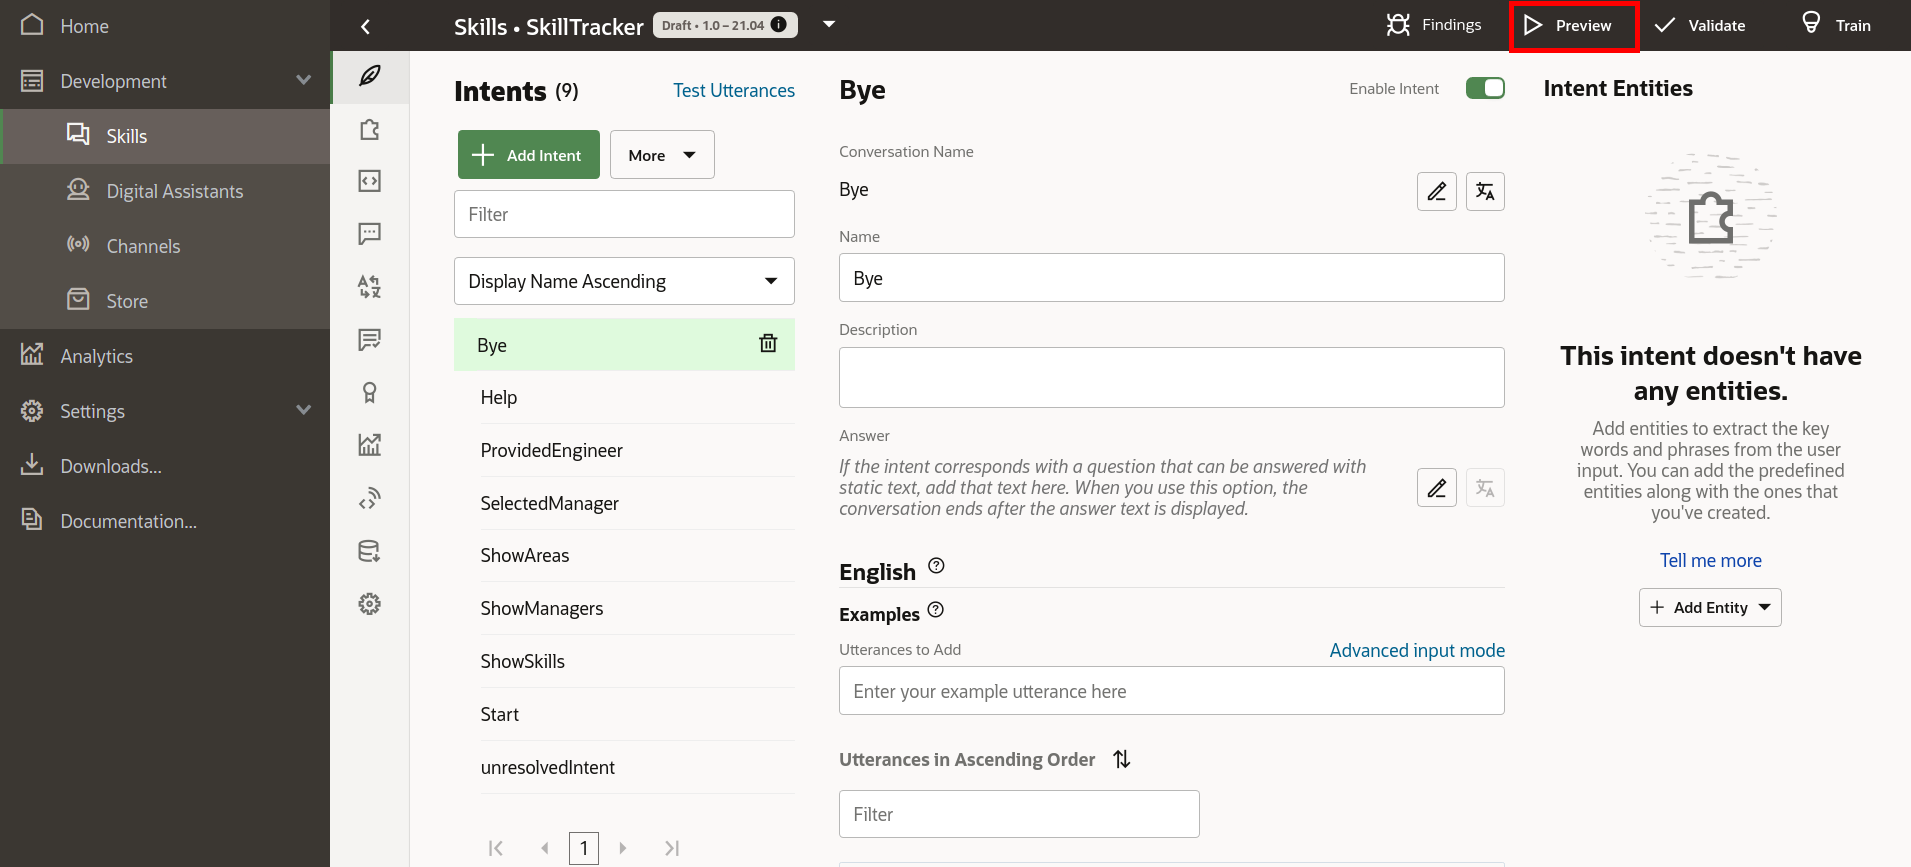 Home
Development
Skills
Digital Assistants
Channels
Store
Analytics
Settings
Downloads...
Documentation...
Skills • SkillTracker
Draft • 1.0 – 21.04
Findings
Preview
Validate
Train
Intents (9)
Test Utterances
Add Intent
More
Filter
Display Name Ascending
Bye
Help
ProvidedEngineer
SelectedManager
ShowAreas
ShowManagers
ShowSkills
Start
unresolvedIntent
1
Bye
Enable Intent
Conversation Name
Bye
Name
Bye
Description
Answer
If the intent corresponds with a question that can be answered with
static text, add that text here. When you use this option, the
conversation ends after the answer text is displayed.
English
Examples
Utterances to Add
Advanced input mode
Enter your example utterance here
Utterances in Ascending Order
Filter
Intent Entities
This intent doesn't have
any entities.
Add entities to extract the key
words and phrases from the user
input. You can add the predefined
entities along with the ones that
you've created.
Tell me more
Add Entity